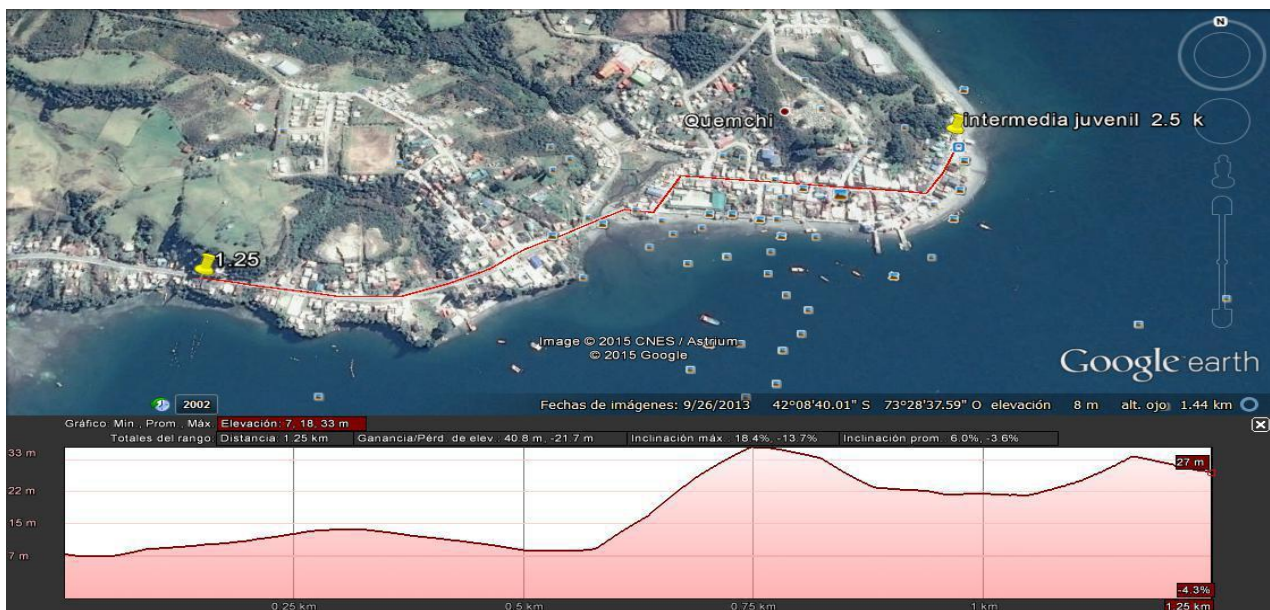 N
Quemchi
intermedia juvenil 2.5 k
1.25
Image © 2015 CNES / Astrium
© 2015 Google
Google earth
2002
Fechas de imágenes: 9/26/2013 42°08'40.01" S 73°28'37.59" O elevación 8 m alt. ojo 1.44 km
Gráfico: Mín., Prom., Máx. Elevación: 7, 18, 33 m
Totales del rango: Distancia: 1.25 km Ganancia/Pérd. de elev.: 40.8 m, -21.7 m Inclinación máx.: 18.4%, -13.7% Inclinación prom.: 6.0%, -3.6%
33 m
27 m
22 m
15 m
7 m
-4.3%
0.25 km 0.5 km 0.75 km 1 km 1.25 km